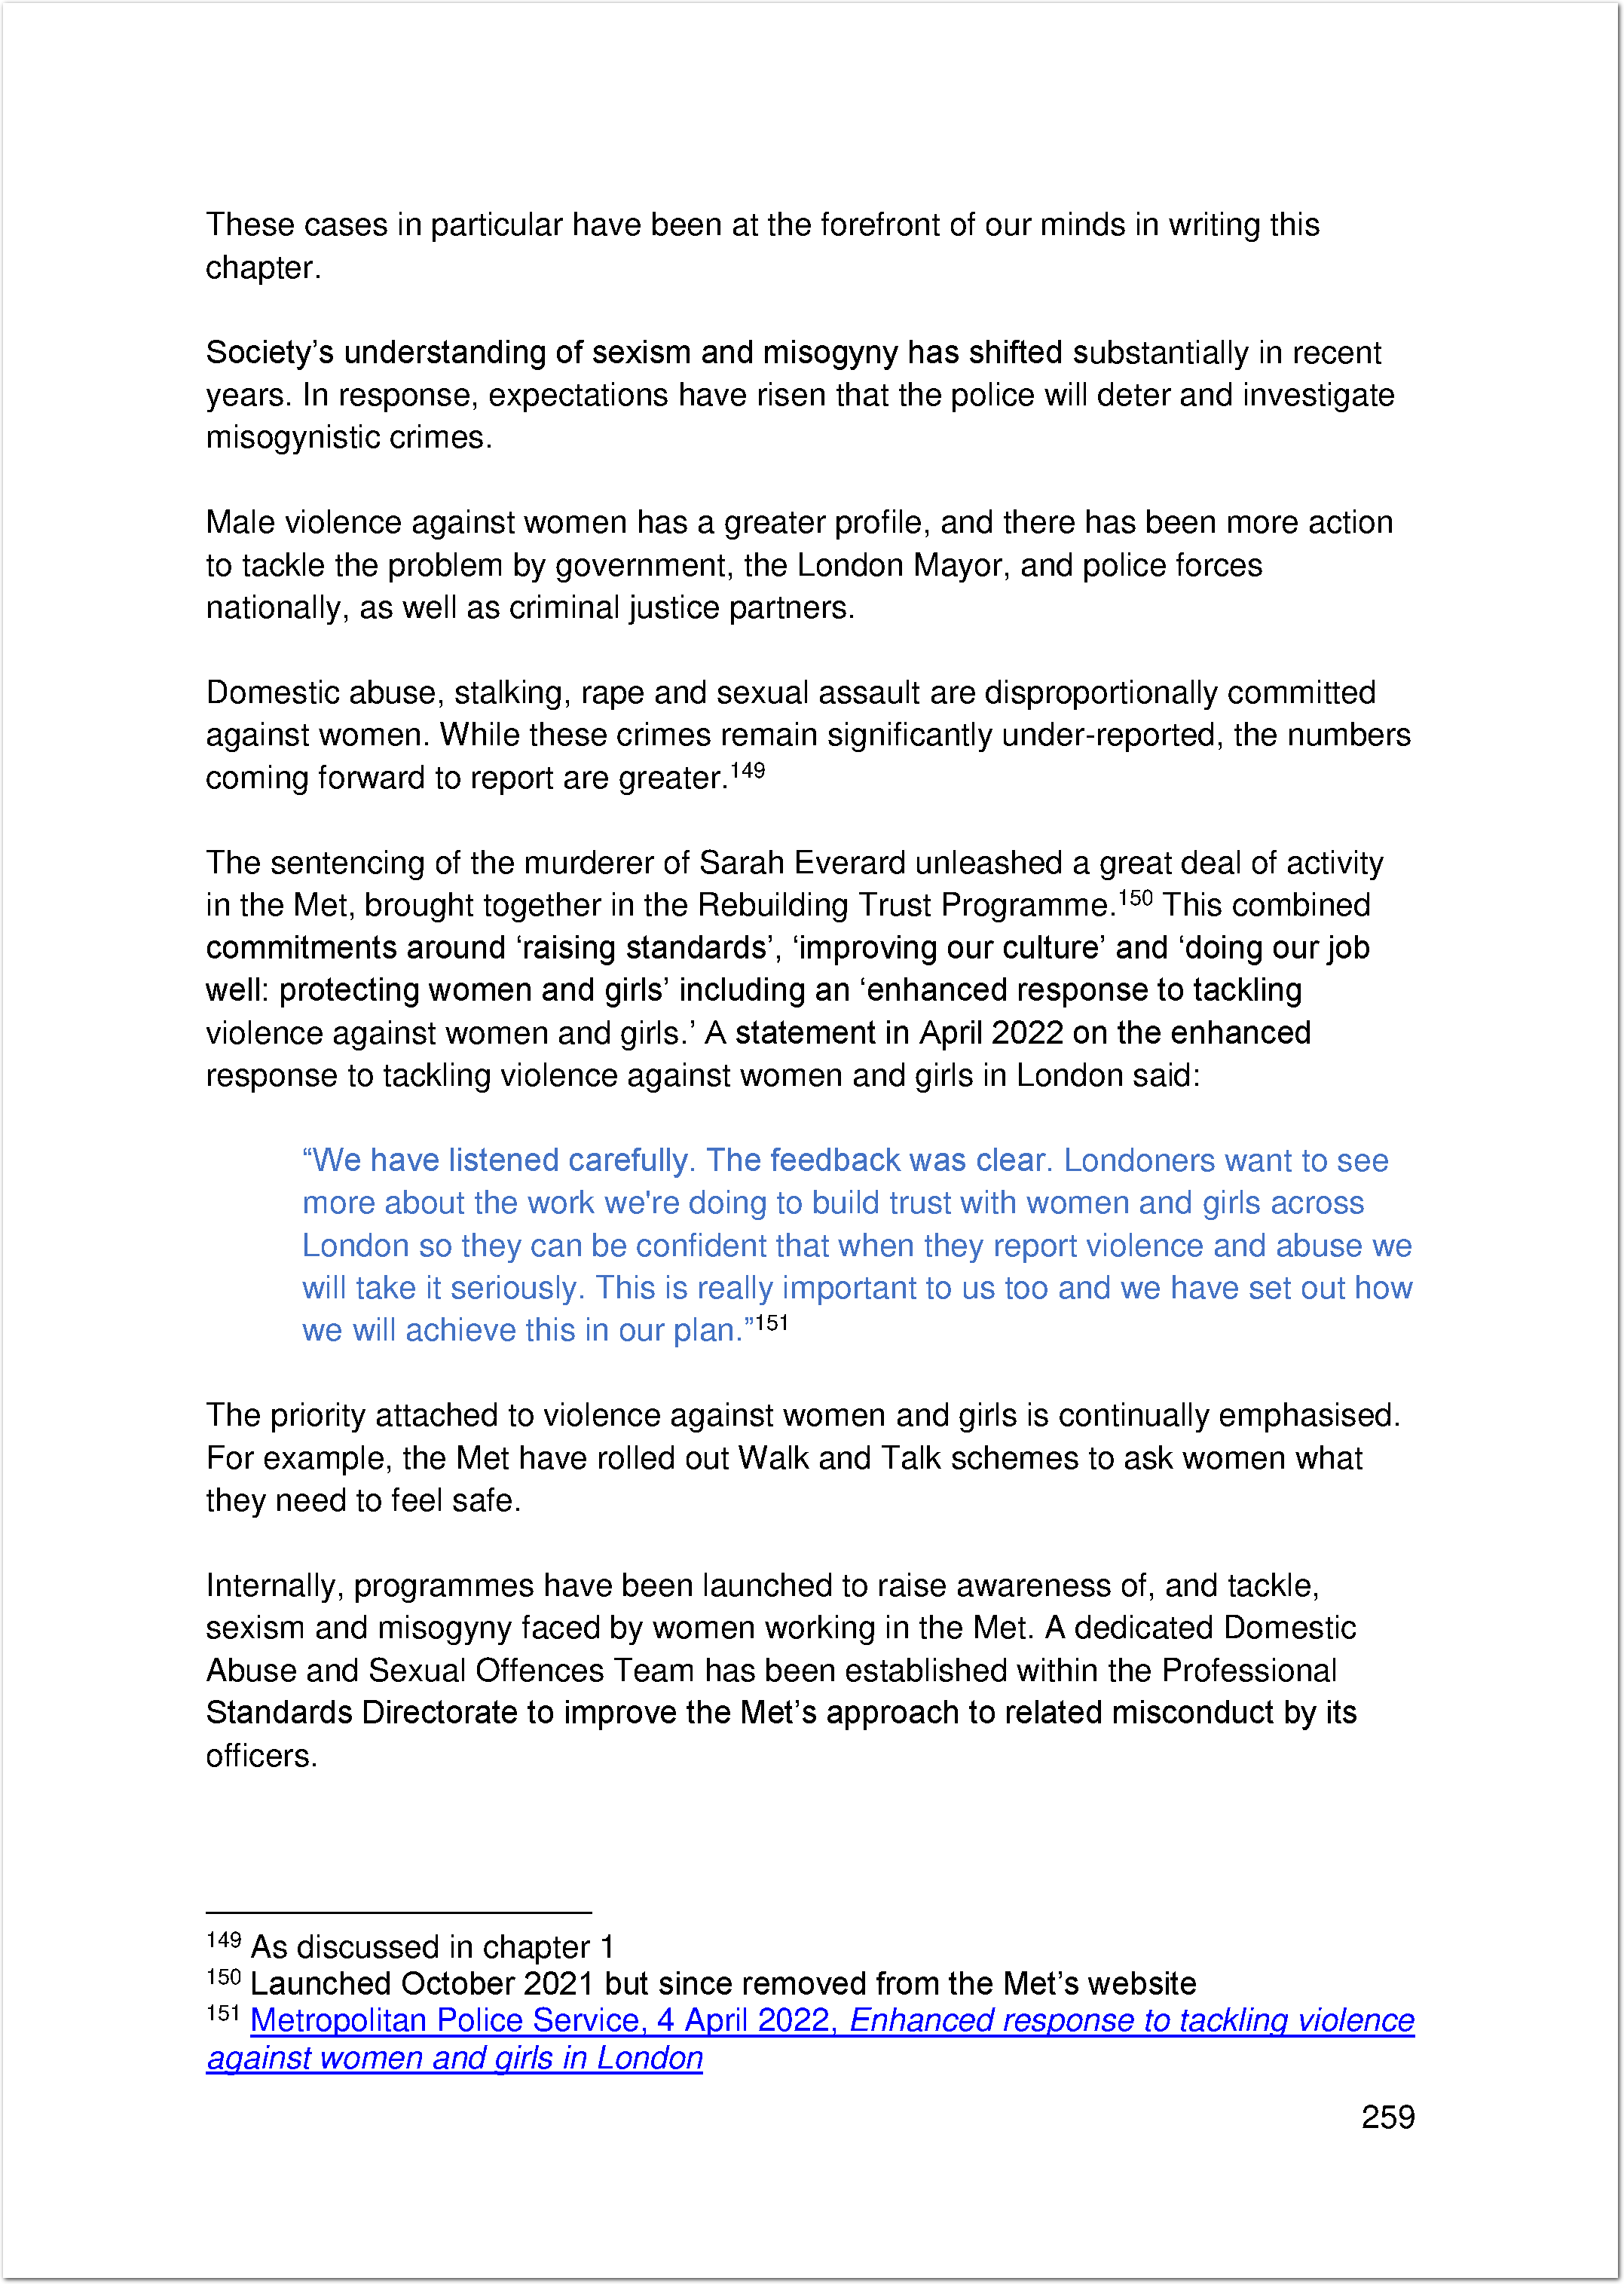 These cases in particular have been at the forefront of our minds in writing this
chapter.
Society’s understanding of sexism and misogyny has shifted substantially in recent
years. In response, expectations have risen that the police will deter and investigate
misogynistic crimes.
Male violence against women has a greater profile, and there has been more action
to tackle the problem by government, the London Mayor, and police forces
nationally, as well as criminal justice partners.
Domestic abuse, stalking, rape and sexual assault are disproportionally committed
against women. While these crimes remain significantly under-reported, the numbers
coming forward to report are greater.149
The sentencing of the murderer of Sarah Everard unleashed a great deal of activity
in the Met, brought together in the Rebuilding Trust Programme.150 This combined
commitments around ‘raising standards’, ‘improving our culture’ and ‘doing our job
well: protecting women and girls’ including an ‘enhanced response to tackling
violence against women and girls.’ A statement in April 2022 on the enhanced
response to tackling violence against women and girls in London said:
“We have listened carefully. The feedback was clear. Londoners want to see
more about the work we're doing to build trust with women and girls across
London so they can be confident that when they report violence and abuse we
will take it seriously. This is really important to us too and we have set out how
we will achieve this in our plan.”151
The priority attached to violence against women and girls is continually emphasised.
For example, the Met have rolled out Walk and Talk schemes to ask women what
they need to feel safe.
Internally, programmes have been launched to raise awareness of, and tackle,
sexism and misogyny faced by women working in the Met. A dedicated Domestic
Abuse and Sexual Offences Team has been established within the Professional
Standards Directorate to improve the Met’s approach to related misconduct by its
officers.
149 As discussed in chapter 1
150 Launched October 2021 but since removed from the Met’s website
151 Metropolitan Police Service, 4 April 2022, Enhanced response to tackling violence
against women and girls in London
259